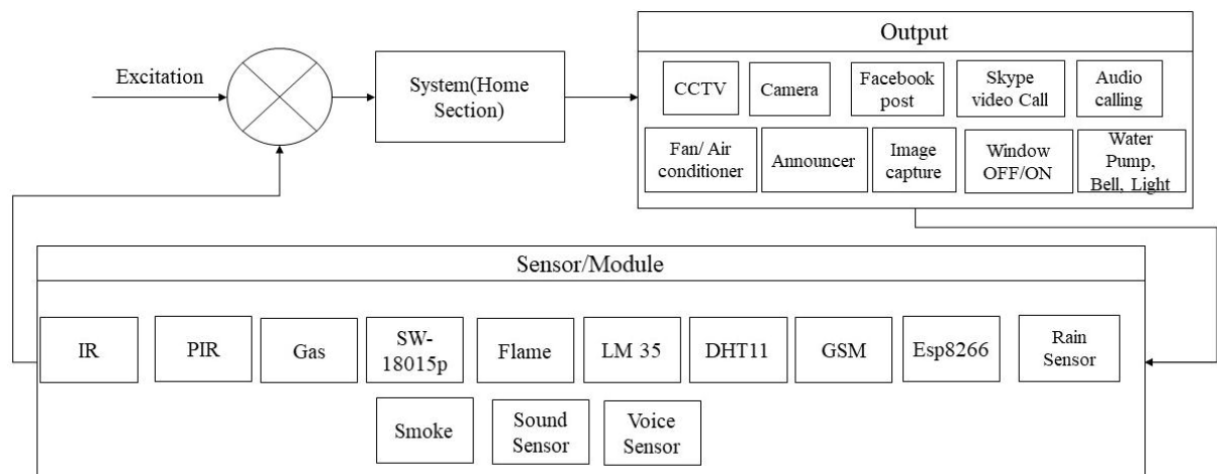 Output
Excitation
System(Home
Section)
CCTV
Camera
Facebook
post
Skype
video Call
Audio
calling
Fan/ Air
conditioner
Announcer
Image
capture
Window
OFF/ON
Water
Pump,
Bell, Light
Sensor/Module
IR
PIR
Gas
SW-
18015p
Flame
LM 35
DHT11
GSM
Esp8266
Rain
Sensor
Smoke
Sound
Sensor
Voice
Sensor